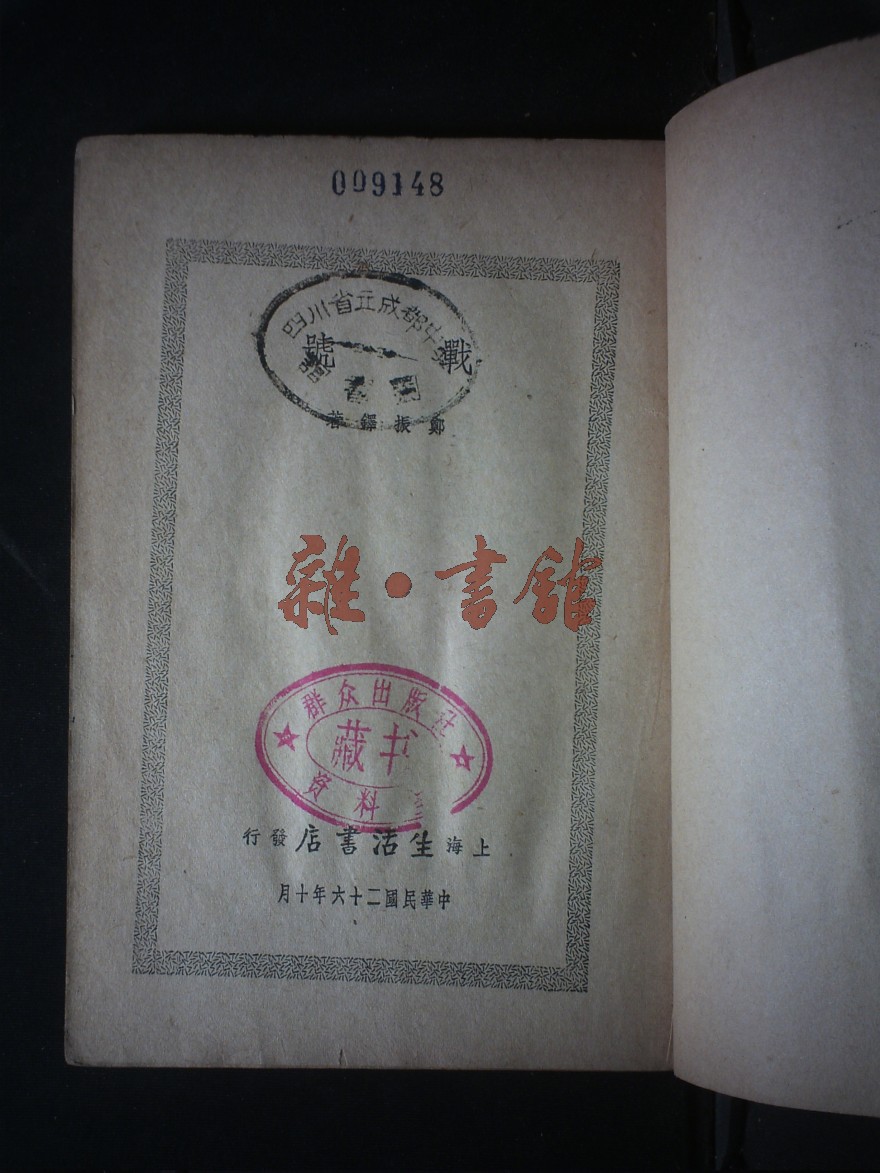 009148
四川省立成都中學
圖書
戰號
鄭振鐸著
雜·書館
群众出版社
藏书
资料
上海生活書店發行
中華民國二十六年十月